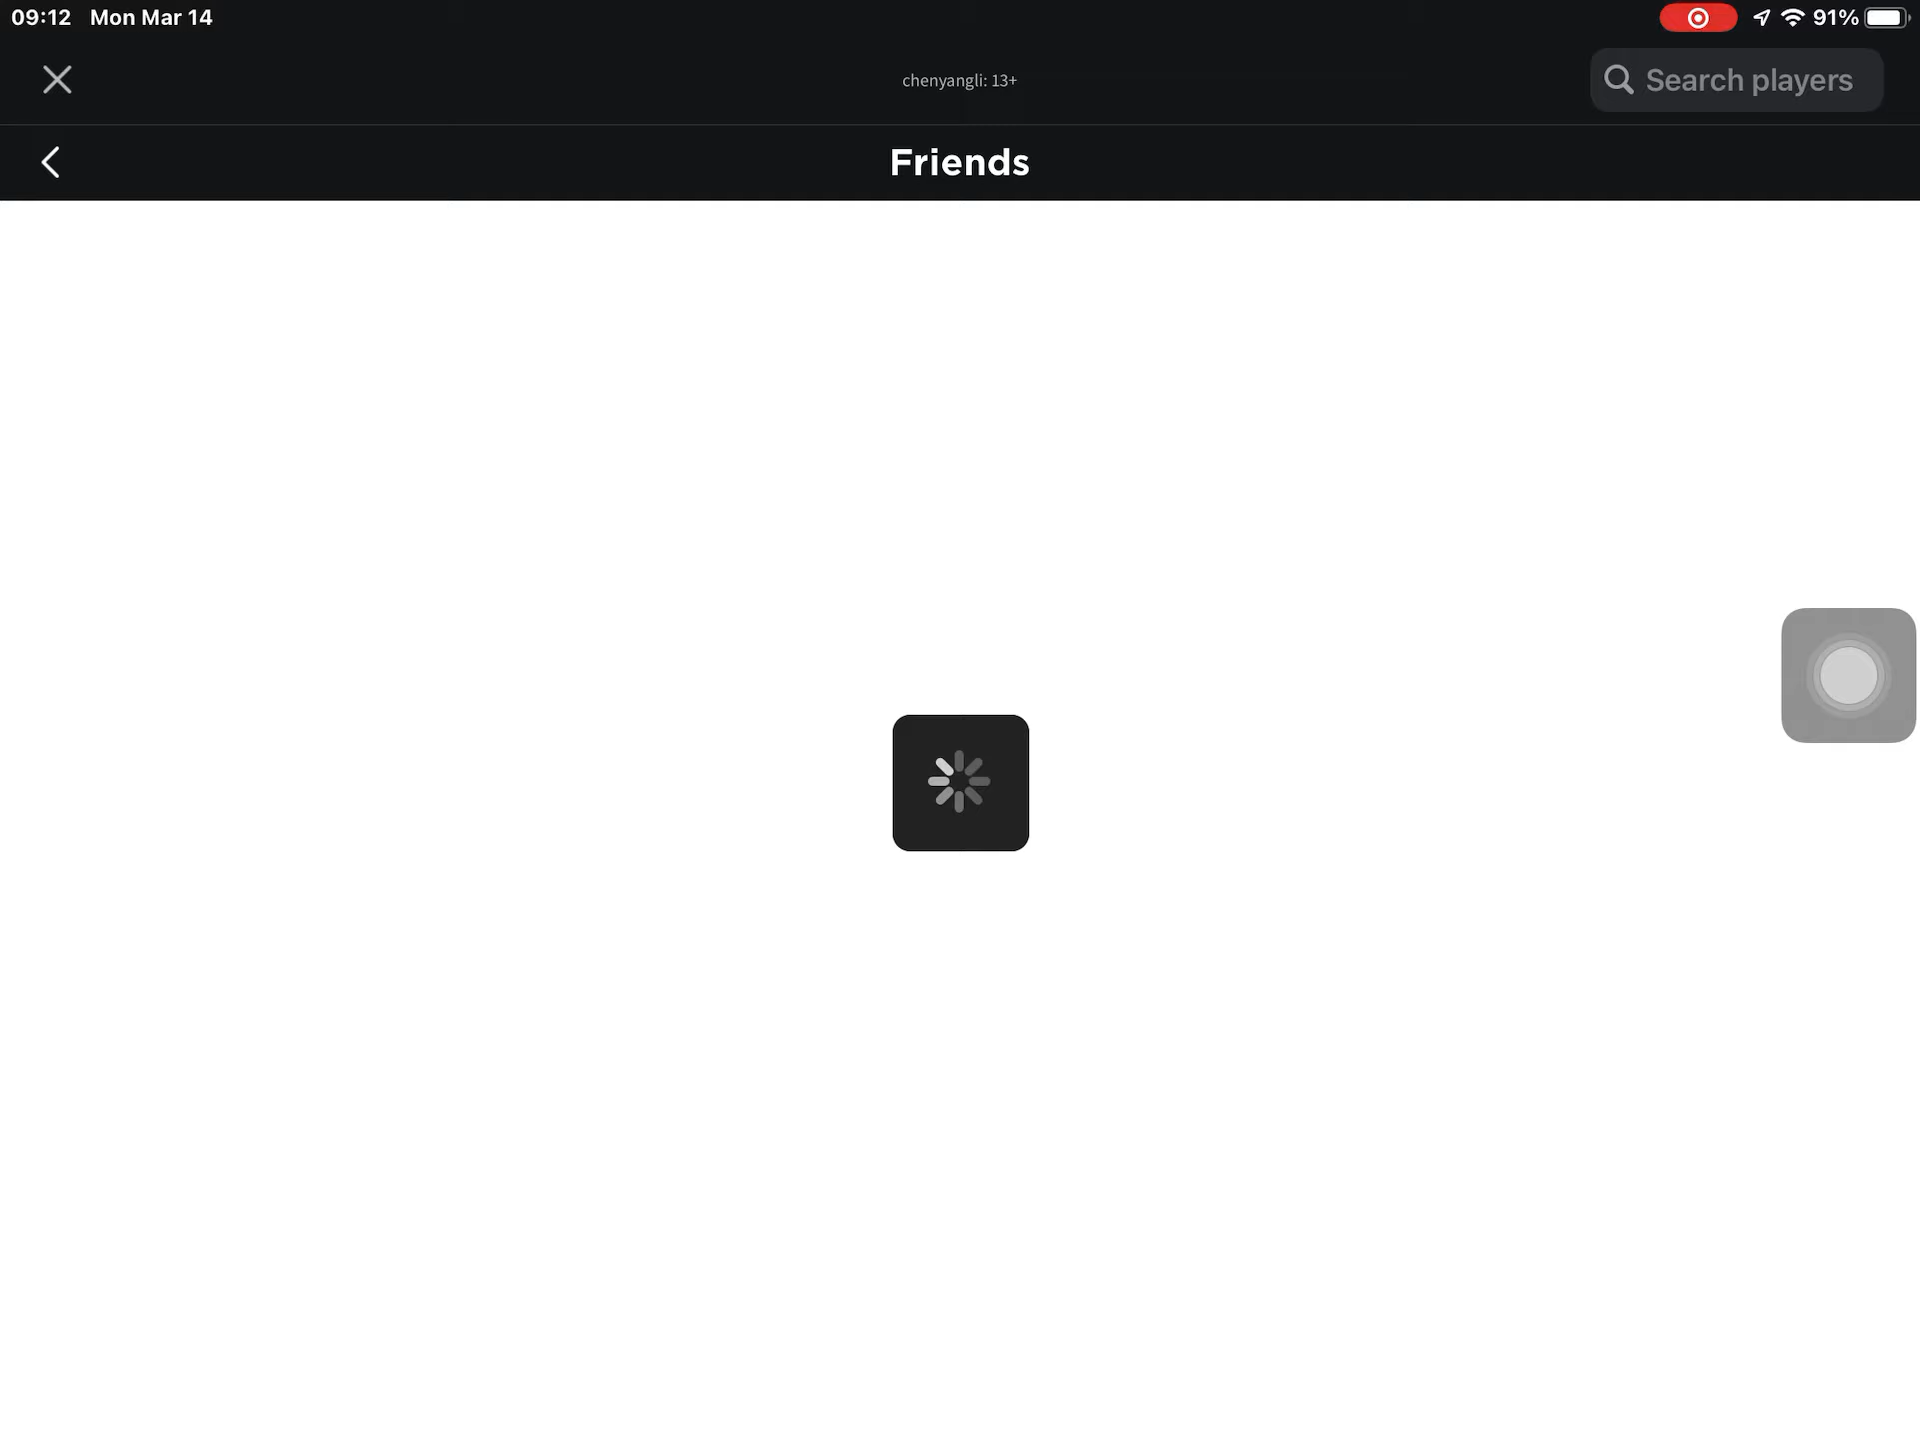 09:12 Mon Mar 14
91%
chenyangli: 13+
Search players
Friends